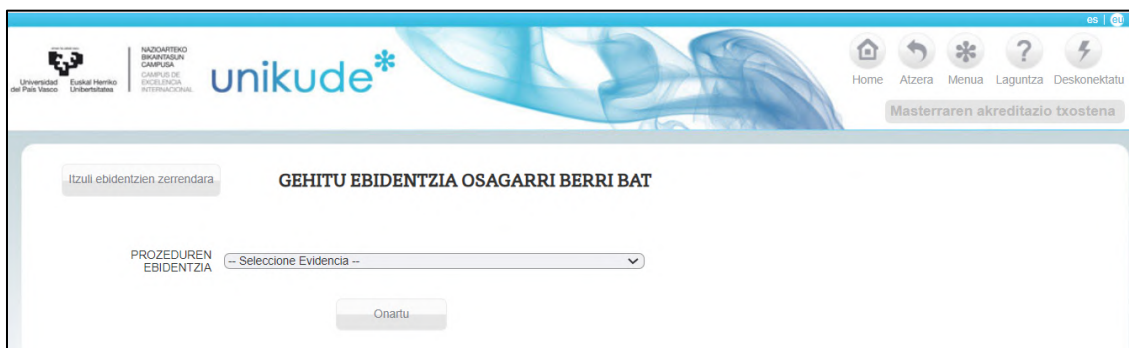 es | eu
NAZIOARTEKO
BIKAINTASUN
CAMPUSA
CAMPUS DE
EXCELENCIA
INTERNACIONAL
Universidad del País Vasco
Euskal Herriko Unibertsitatea
unikude*
Home Atzera Menua Laguntza Deskonektatu
Masterraren akreditazio txostena
Itzuli ebidentzien zerrendara
GEHITU EBIDENTZIA OSAGARRI BERRI BAT
PROZEDUREN
EBIDENTZIA
-- Seleccione Evidencia --
Onartu